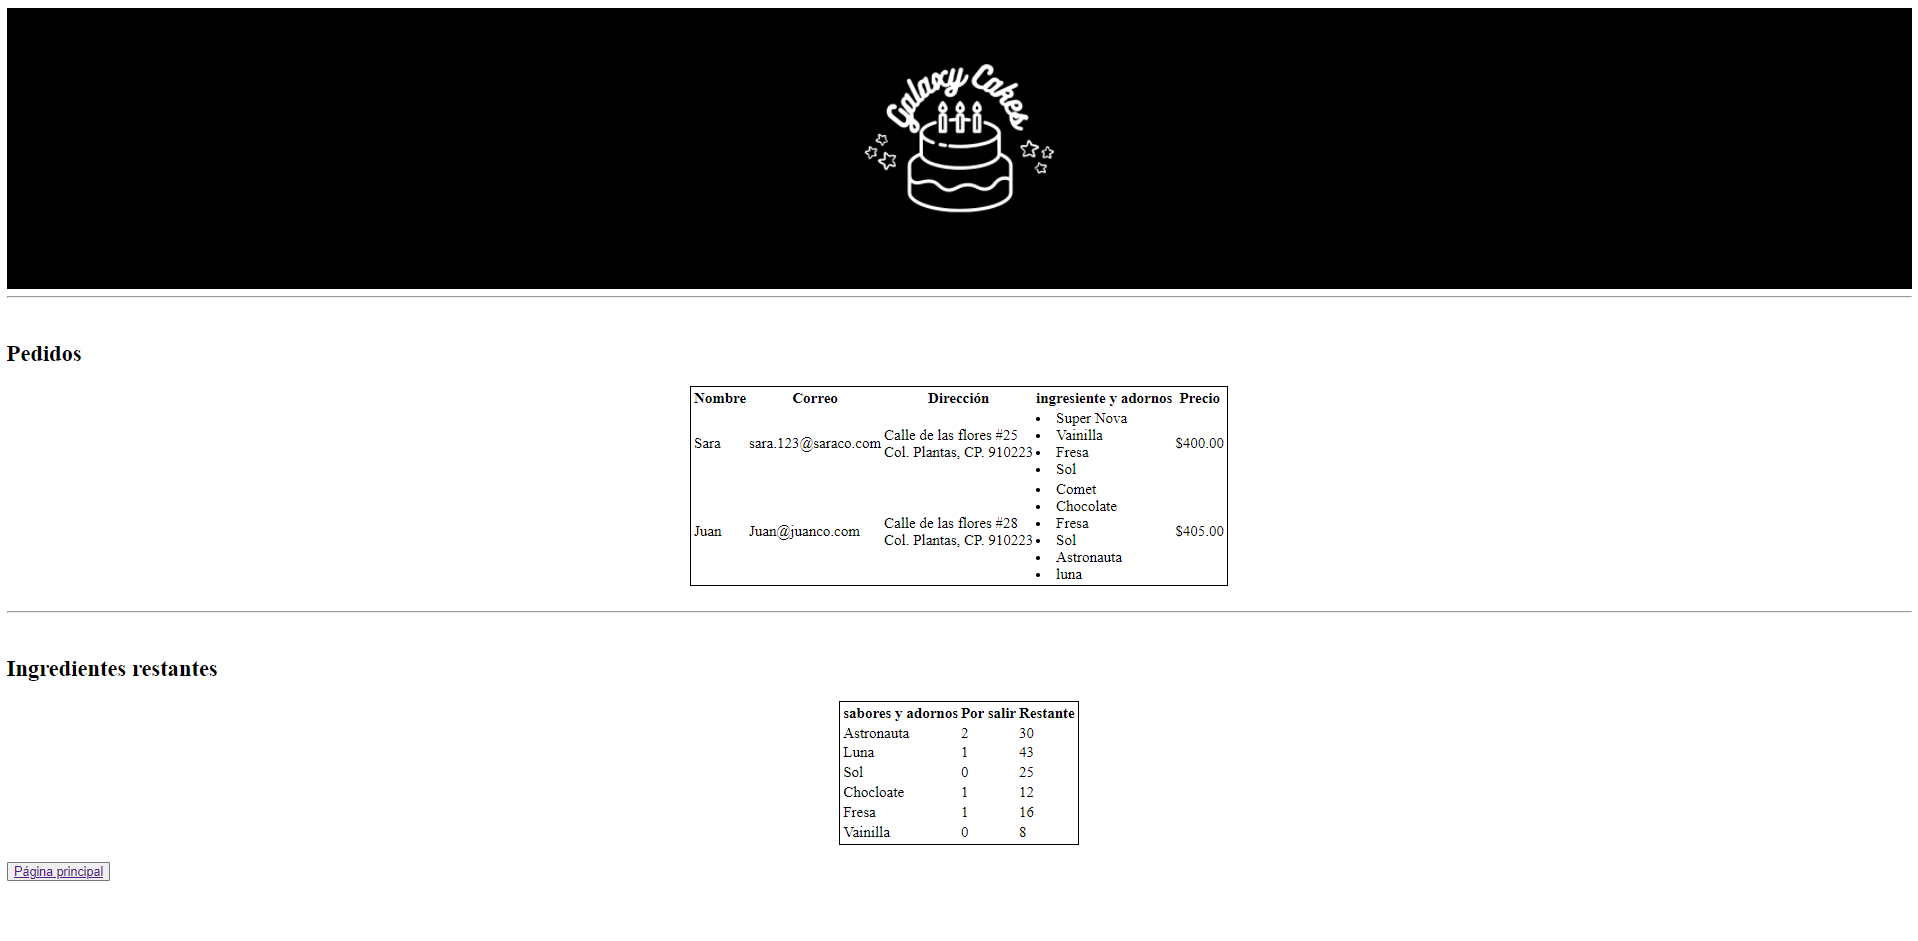 Galaxy Cakes
Pedidos
Nombre Correo Dirección ingresiente y adornos Precio
Sara sara.123@saraco.com Calle de las flores #25
Col. Plantas, CP. 910223
• Super Nova
• Vainilla
• Fresa
• Sol
$400.00
Juan Juan@juanco.com Calle de las flores #28
Col. Plantas, CP. 910223
• Comet
• Chocolate
• Fresa
• Sol
• Astronauta
• luna
$405.00
Ingredientes restantes
sabores y adornos Por salir Restante
Astronauta 2 30
Luna 1 43
Sol 0 25
Chocloate 1 12
Fresa 1 16
Vainilla 0 8
Página principal